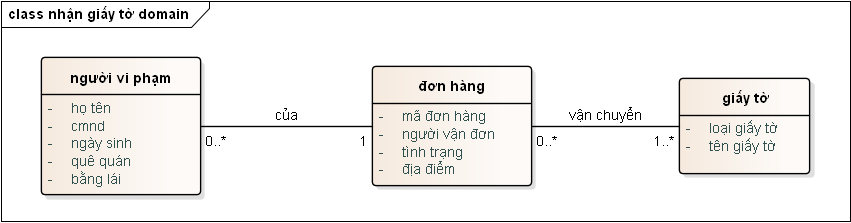 class nhận giấy tờ domain
người vi phạm
- họ tên
- cmnd
- ngày sinh
- quê quán
- bằng lái
của
0..*
1
đơn hàng
- mã đơn hàng
- người vận đơn
- tình trạng
- địa điểm
vận chuyển
0..*
1..*
giấy tờ
- loại giấy tờ
- tên giấy tờ